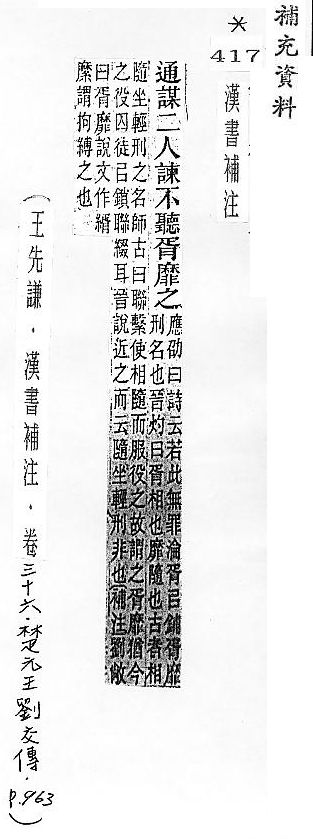 補充資料
*
417
漢書補注
通謀二人諫不聽胥靡之應劭曰詩云若此無罪淪胥㠯鋪胥靡
刑名也晉灼曰胥相也靡隨也古者相
隨坐輕刑之名師古曰聯繫使相隨而服役之故謂之胥靡猶今
之役囚徒㠯鎖聯綴耳晉說近之而云隨坐輕刑非也補注劉敞
曰胥靡說文作縃
縻謂拘縛之也
（王先謙．漢書補注．卷三十六．楚元王劉交傳．P.963）